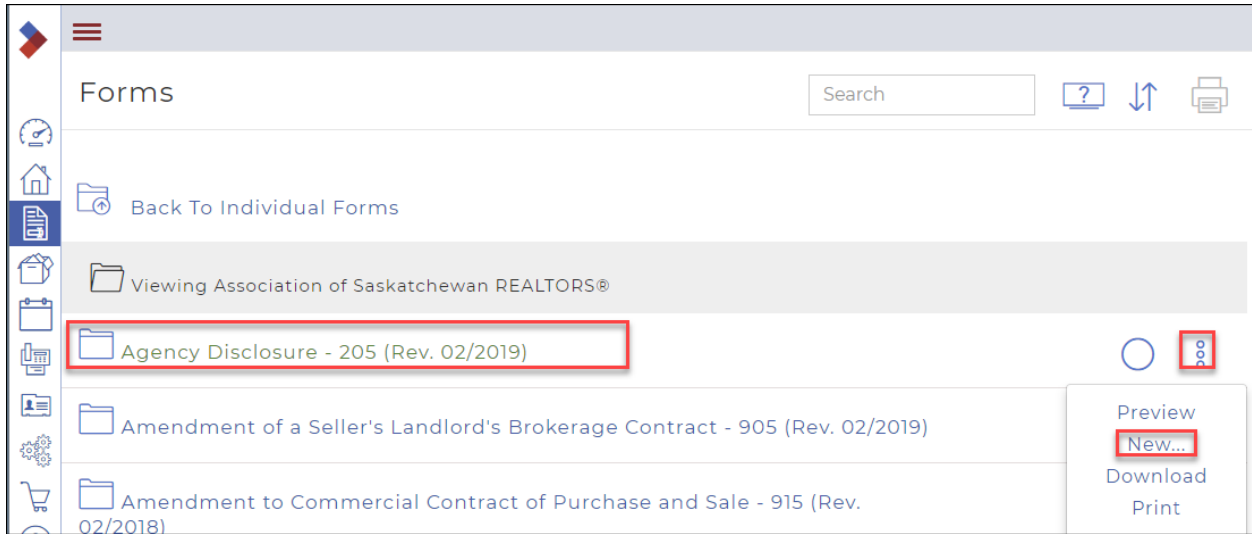 Forms
Search
?
Back To Individual Forms
Viewing Association of Saskatchewan REALTORS®
Agency Disclosure - 205 (Rev. 02/2019)
Preview
Amendment of a Seller's Landlord's Brokerage Contract - 905 (Rev. 02/2019)
New...
Download
Amendment to Commercial Contract of Purchase and Sale - 915 (Rev.
02/2018)
Print